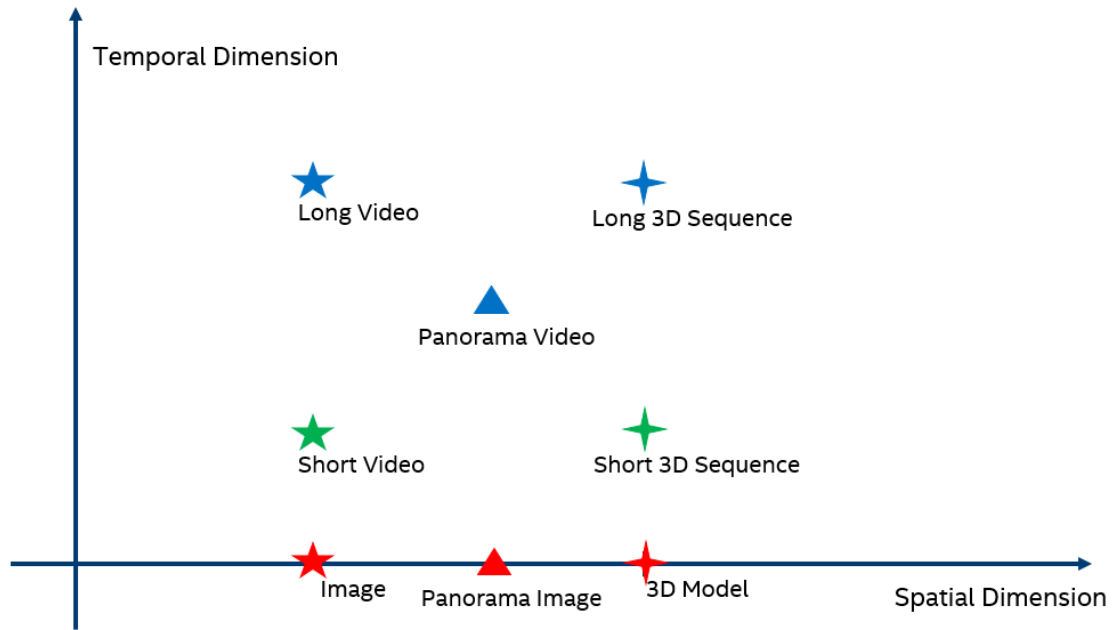 Temporal Dimension
Long Video
Long 3D Sequence
Panorama Video
Short Video
Short 3D Sequence
Image
Panorama Image
3D Model
Spatial Dimension